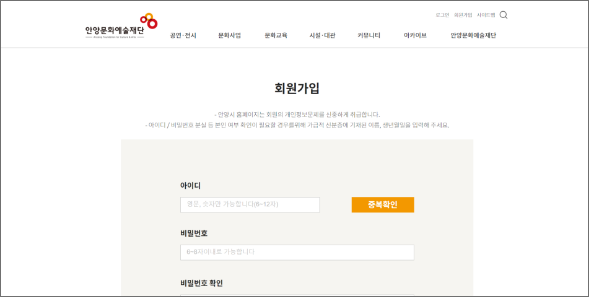 로그인 회원가입 사이트맵
안양문화예술재단
공연·전시 문화사업 문화교육 시설·대관 커뮤니티 아카이브 안양문화예술재단
회원가입
- 안양시 홈페이지는 회원의 개인정보문제를 신중하게 취급합니다.
- 아이디 / 비밀번호 분실 등 본인 여부 확인이 필요할 경우를위해 가급적 신분증에 기재된 이름, 생년월일을 입력해 주세요.
아이디
영문, 숫자만 가능합니다(6~12자)
중복확인
비밀번호
가능합니다
비밀번호 확인